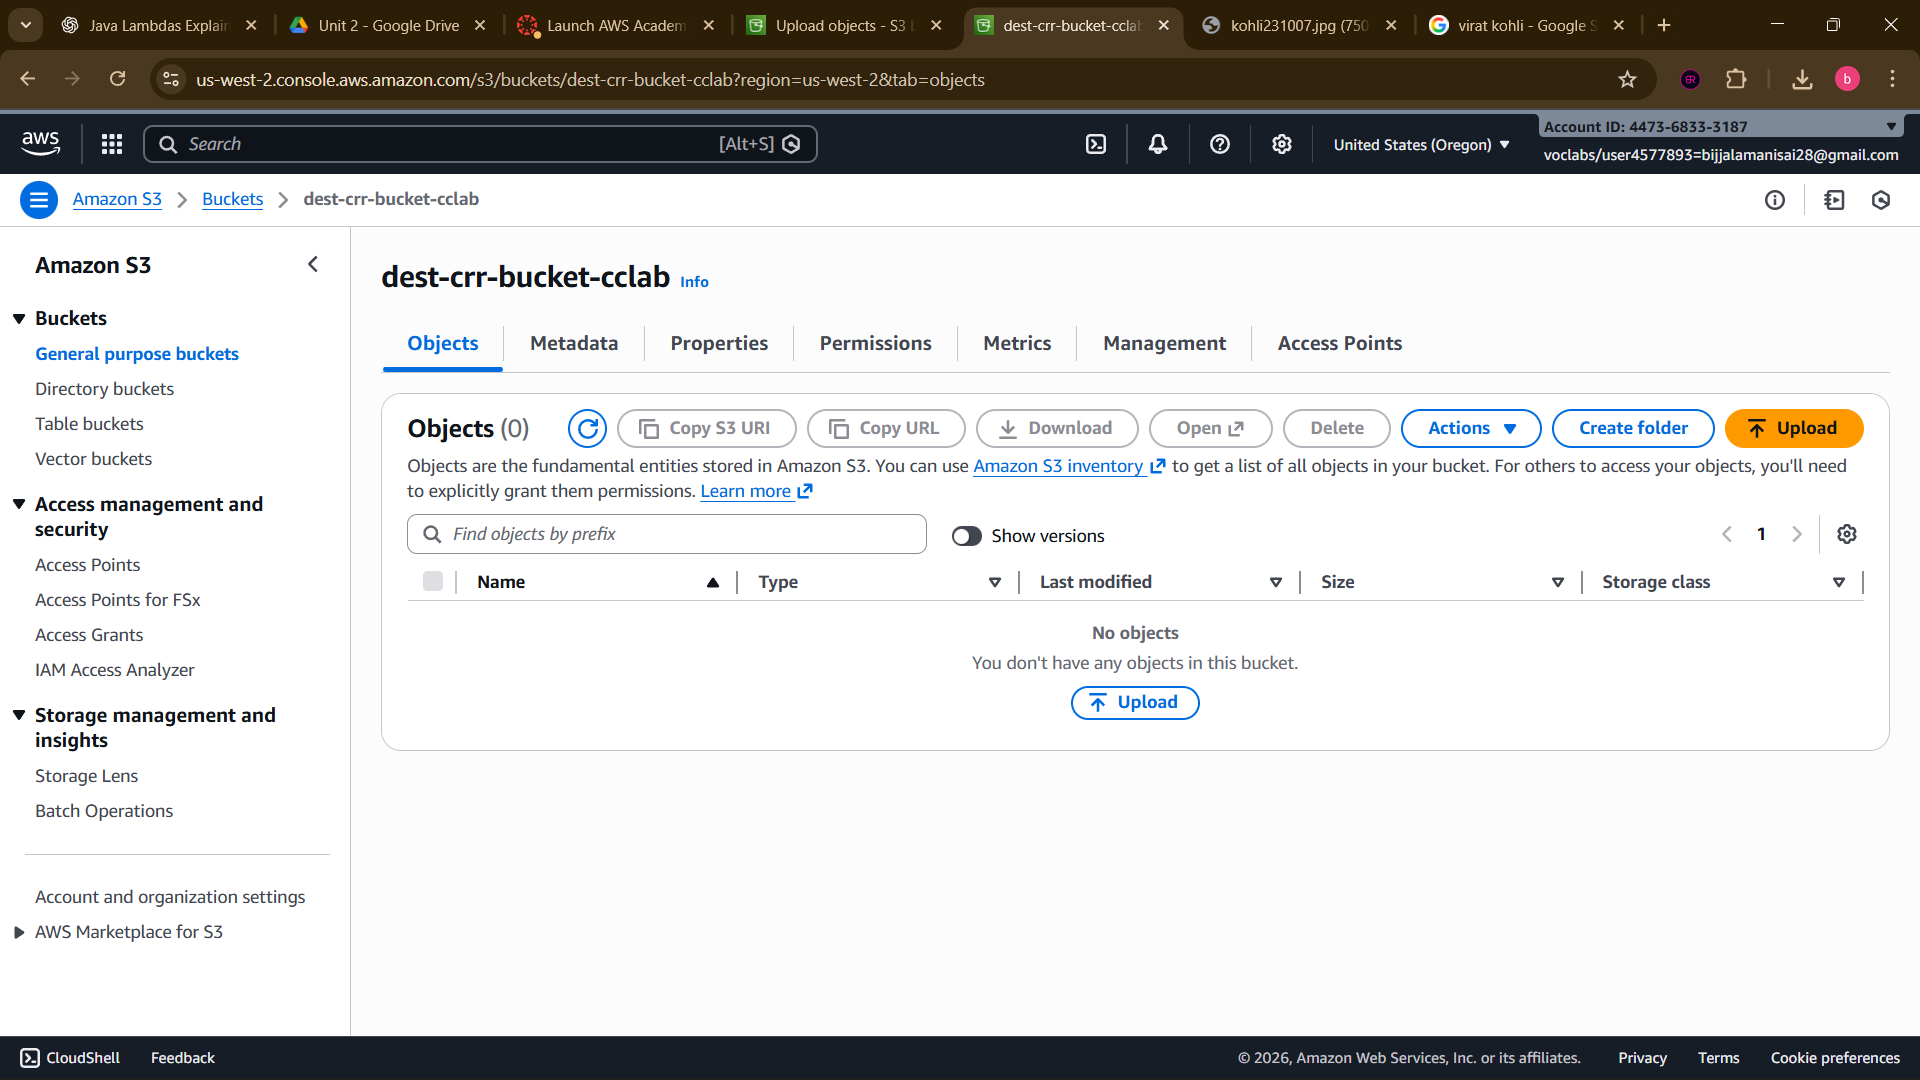 Java Lambdas Explain
Unit 2 - Google Drive
Launch AWS Academ
Upload objects - S3 b
dest-crr-bucket-cclab
kohli231007.jpg (750
virat kohli - Google S
us-west-2.console.aws.amazon.com/s3/buckets/dest-crr-bucket-cclab?region=us-west-2&tab=objects
BR
b
aws
Search
[Alt+S]
United States (Oregon)
Account ID: 4473-6833-3187
voclabs/user4577893=bijjalamanisai28@gmail.com
Amazon S3
Buckets
dest-crr-bucket-cclab
Amazon S3
Buckets
General purpose buckets
Directory buckets
Table buckets
Vector buckets
Access management and
security
Access Points
Access Points for FSx
Access Grants
IAM Access Analyzer
Storage management and
insights
Storage Lens
Batch Operations
Account and organization settings
AWS Marketplace for S3
dest-crr-bucket-cclab Info
Objects
Metadata
Properties
Permissions
Metrics
Management
Access Points
Objects (0)
Copy S3 URI
Copy URL
Download
Open
Delete
Actions
Create folder
Upload
Objects are the fundamental entities stored in Amazon S3. You can use Amazon S3 inventory to get a list of all objects in your bucket. For others to access your objects, you'll need
to explicitly grant them permissions. Learn more
Find objects by prefix
Show versions
1
Name
Type
Last modified
Size
Storage class
No objects
You don't have any objects in this bucket.
Upload
CloudShell
Feedback
© 2026, Amazon Web Services, Inc. or its affiliates.
Privacy
Terms
Cookie preferences